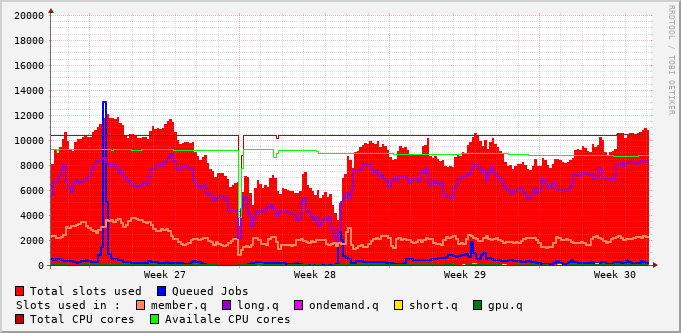 RRDTOOL / TOBI OETIKER
20000
18000
16000
14000
12000
10000
8000
6000
4000
2000
0
Week 27 Week 28 Week 29 Week 30
Total slots used Queued Jobs
Slots used in : member.q long.q ondemand.q short.q gpu.q
Total CPU cores Availale CPU cores